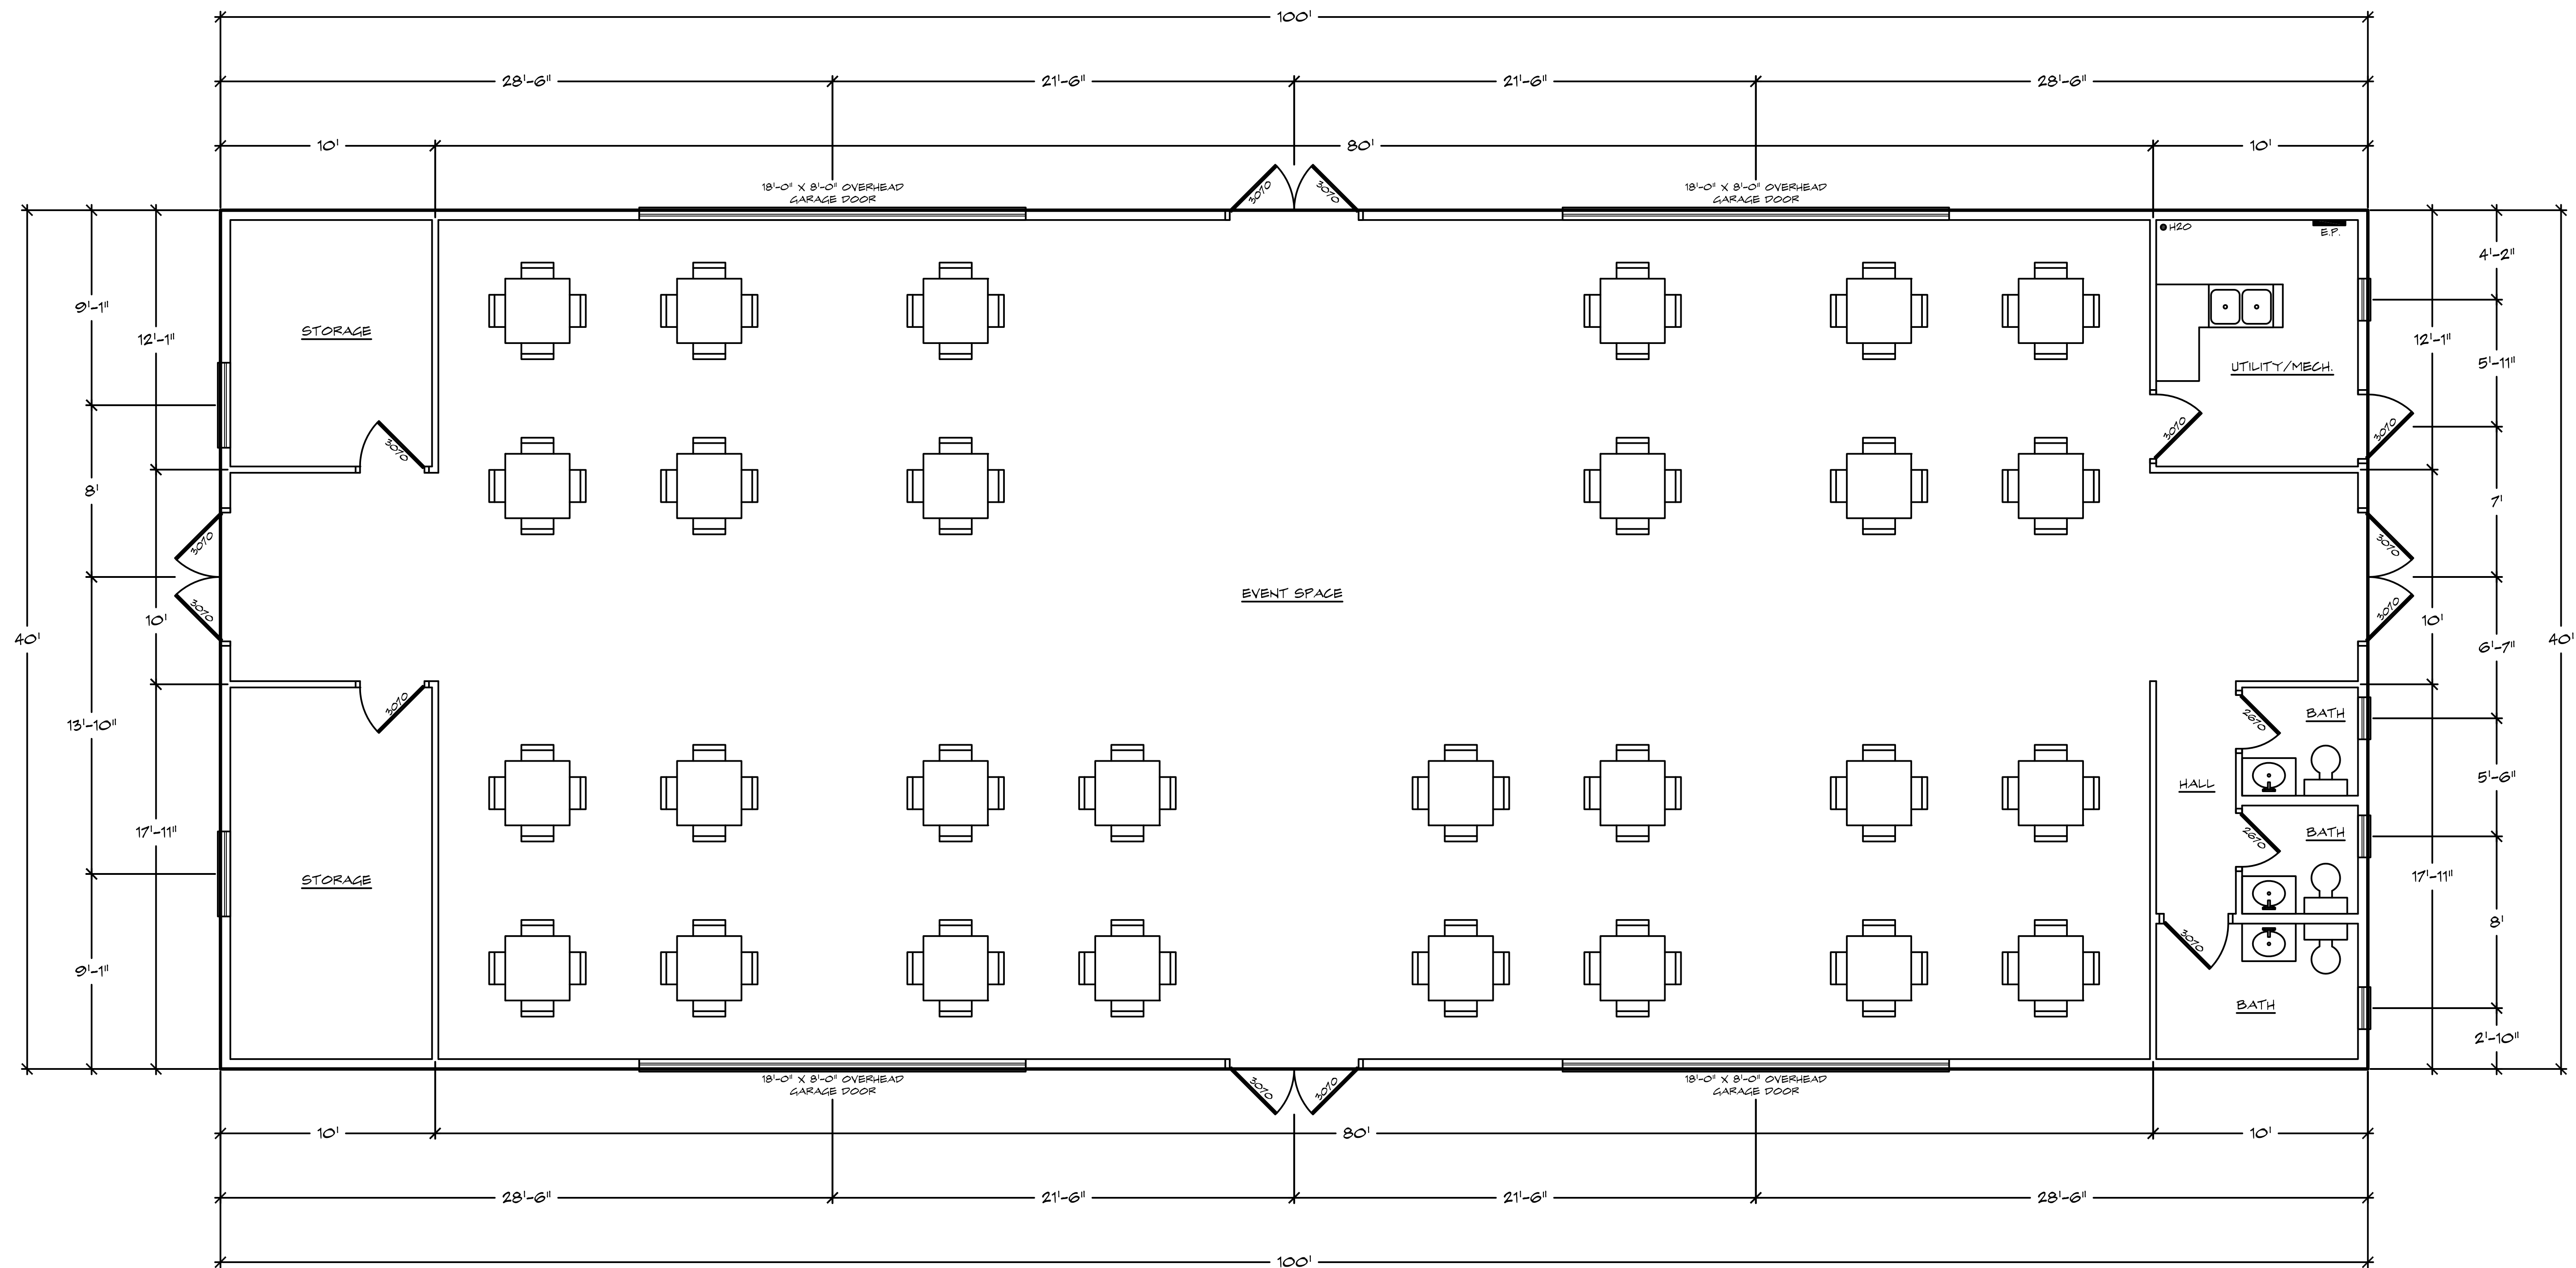 100'
28'-6"
21'-6"
21'-6"
28'-6"
10'
80'
10'
18'-0" X 8'-0" OVERHEAD
GARAGE DOOR
3070
3070
18'-0" X 8'-0" OVERHEAD
GARAGE DOOR
H20
E.P.
4'-2"
9'-1"
STORAGE
12'-1"
12'-1"
UTILITY/MECH.
5'-11"
3070
3070
3070
8'
7'
3070
3070
EVENT SPACE
3070
3070
10'
10'
40'
40'
6'-7"
3070
13'-10"
2670
BATH
5'-6"
HALL
17'-11"
2670
BATH
STORAGE
17'-11"
8'
3070
9'-1"
BATH
2'-10"
18'-0" X 8'-0" OVERHEAD
GARAGE DOOR
3070
3070
18'-0" X 8'-0" OVERHEAD
GARAGE DOOR
10'
80'
10'
28'-6"
21'-6"
21'-6"
28'-6"
100'